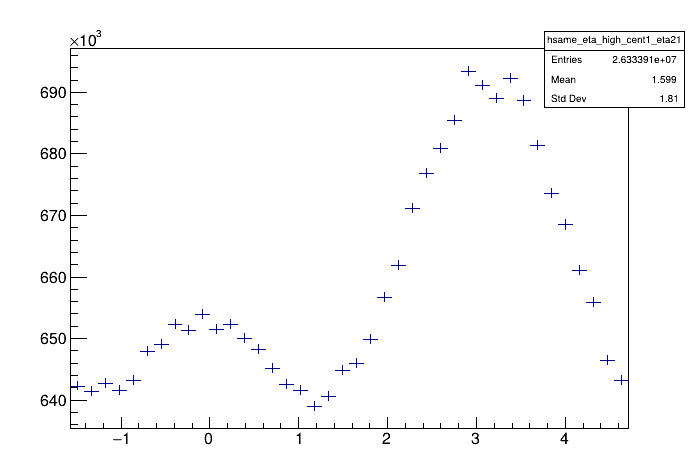 ×10³
hsame_eta_high_cent1_eta21
Entries 2.633391e+07
Mean 1.599
Std Dev 1.81
690
680
670
660
650
640
−1 0 1 2 3 4